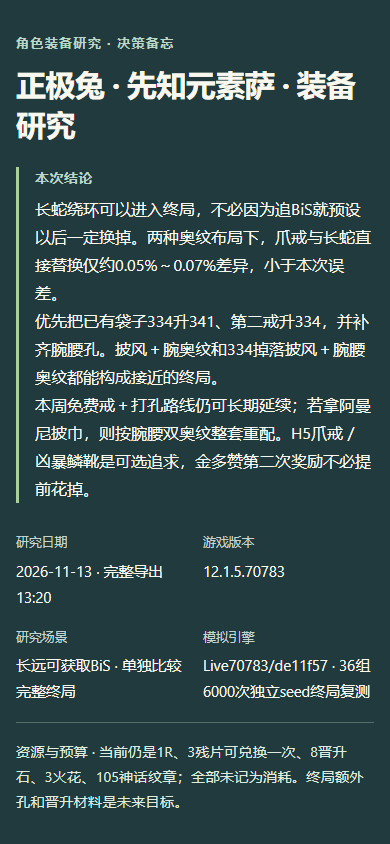 角色装备研究 · 决策备忘
正极兔 · 先知元素萨 · 装备
研究
本次结论
长蛇绕环可以进入终局，不必因为追BiS就预设
以后一定换掉。两种奥纹布局下，爪戒与长蛇直
接替换仅约0.05%～0.07%差异，小于本次误
差。
优先把已有袋子334升341、第二戒升334，并补
齐腕腰孔。披风＋腕奥纹和334掉落披风＋腕腰
奥纹都能构成接近的终局。
本周免费戒＋打孔路线仍可长期延续；若拿阿曼
尼披巾，则按腕腰双奥纹整套重配。H5爪戒／
凶暴鳞靴是可选追求，金多赞第二次奖励不必提
前花掉。
研究日期
游戏版本
2026-11-13 · 完整导出
13:20
12.1.5.70783
研究场景
模拟引擎
长远可获取BiS · 单独比较
完整终局
Live70783/de11f57 · 36组
6000次独立seed终局复测
资源与预算 · 当前仍是1R、3残片可兑换一次、8晋升
石、3火花、105神话纹章；全部未记为消耗。终局额外
孔和晋升材料是未来目标。